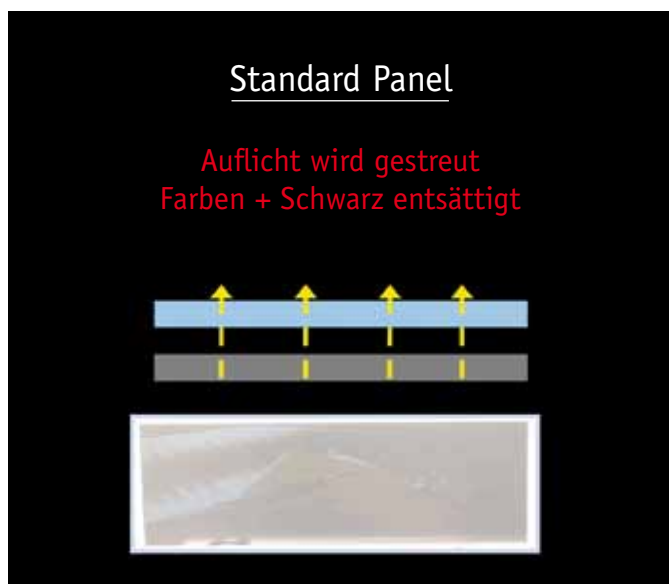 Standard Panel
Auflicht wird gestreut
Farben + Schwarz entsättigt